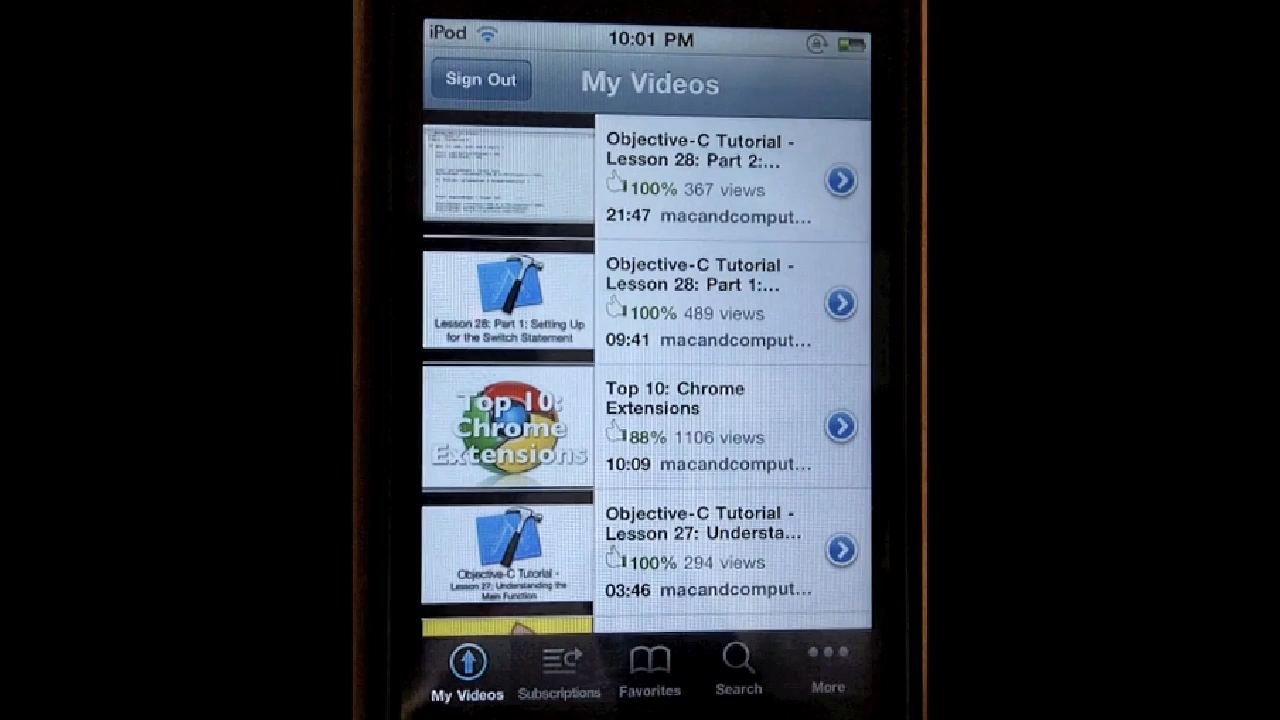 iPod
10:01 PM
Sign Out
My Videos
Objective-C Tutorial -
Lesson 28: Part 2:...
100% 367 views
21:47 macandcomput...
Lesson 28: Part 1: Setting Up
for the Switch Statement
Objective-C Tutorial -
Lesson 28: Part 1:...
100% 489 views
09:41 macandcomput...
Top 10:
Chrome
Extensions
Top 10: Chrome
Extensions
88% 1106 views
10:09 macandcomput...
Objective-C Tutorial -
Lesson 27: Understanding the
Main Function
Objective-C Tutorial -
Lesson 27: Understa...
100% 294 views
03:46 macandcomput...
My Videos
Subscriptions
Favorites
Search
More